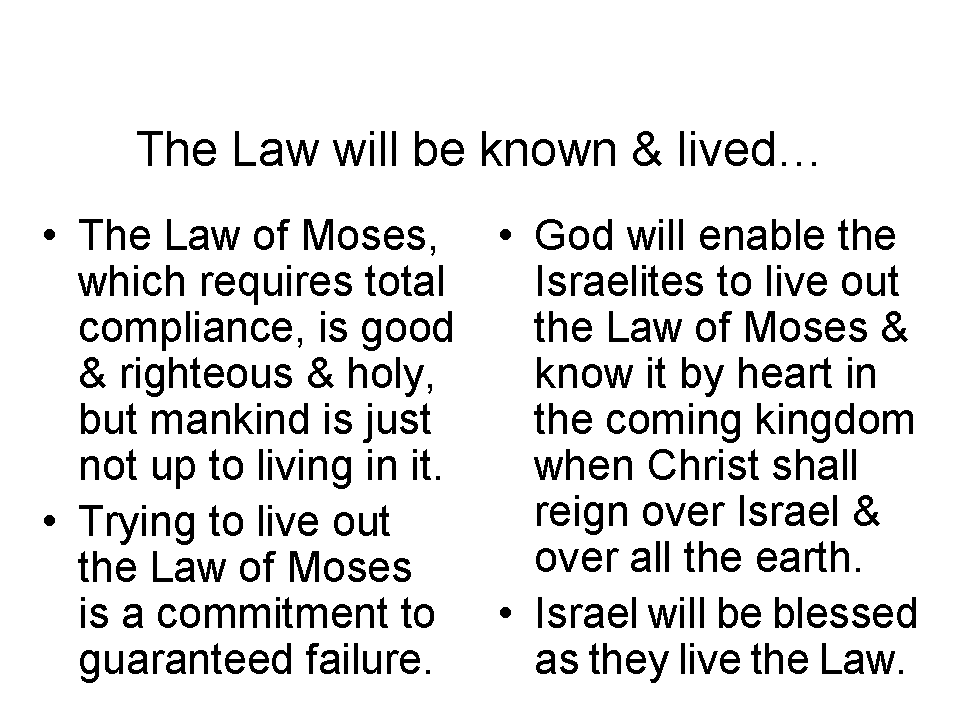 The Law will be known & lived…
• The Law of Moses,
which requires total
compliance, is good
& righteous & holy,
but mankind is just
not up to living in it.
• Trying to live out
the Law of Moses
is a commitment to
guaranteed failure.
• God will enable the
Israelites to live out
the Law of Moses &
know it by heart in
the coming kingdom
when Christ shall
reign over Israel &
over all the earth.
• Israel will be blessed
as they live the Law.